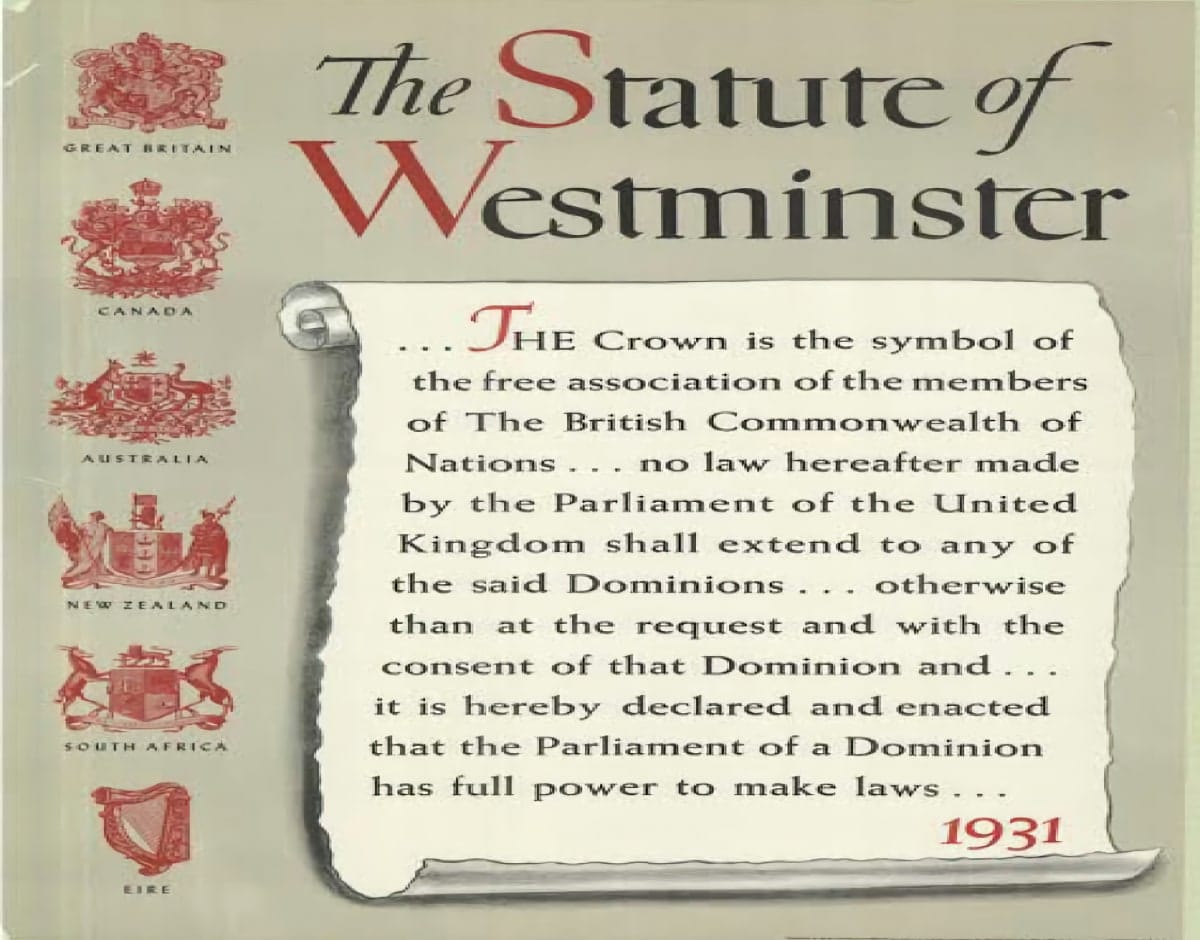 The Statute of
Westminster
GREAT BRITAIN
CANADA
AUSTRALIA
NEW ZEALAND
SOUTH AFRICA
EIRE
... THE Crown is the symbol of
the free association of the members
of The British Commonwealth of
Nations ... no law hereafter made
by the Parliament of the United
Kingdom shall extend to any of
the said Dominions ... otherwise
than at the request and with the
consent of that Dominion and ...
it is hereby declared and enacted
that the Parliament of a Dominion
has full power to make laws ...
1931